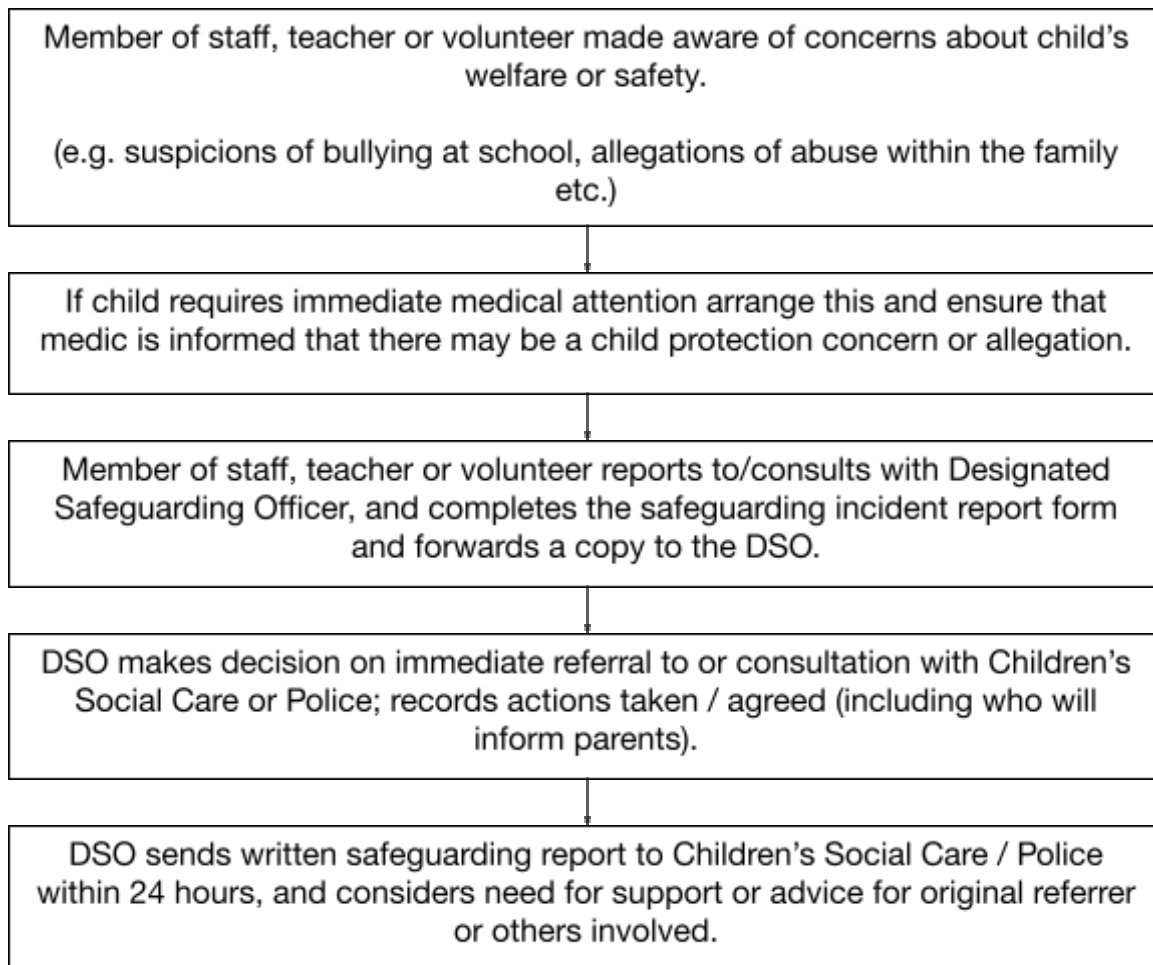 Member of staff, teacher or volunteer made aware of concerns about child's
welfare or safety.
(e.g. suspicions of bullying at school, allegations of abuse within the family
etc.)
If child requires immediate medical attention arrange this and ensure that
medic is informed that there may be a child protection concern or allegation.
Member of staff, teacher or volunteer reports to/consults with Designated
Safeguarding Officer, and completes the safeguarding incident report form
and forwards a copy to the DSO.
DSO makes decision on immediate referral to or consultation with Children's
Social Care or Police; records actions taken / agreed (including who will
inform parents).
DSO sends written safeguarding report to Children's Social Care / Police
within 24 hours, and considers need for support or advice for original referrer
or others involved.